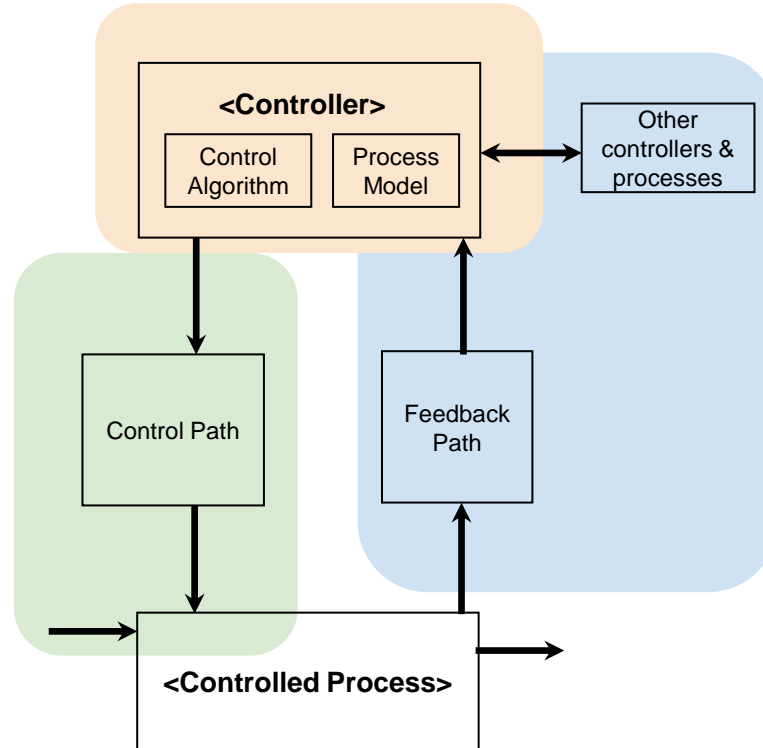 <Controller>
Control
Algorithm
Process
Model
Other
controllers &
processes
Control Path
Feedback
Path
<Controlled Process>